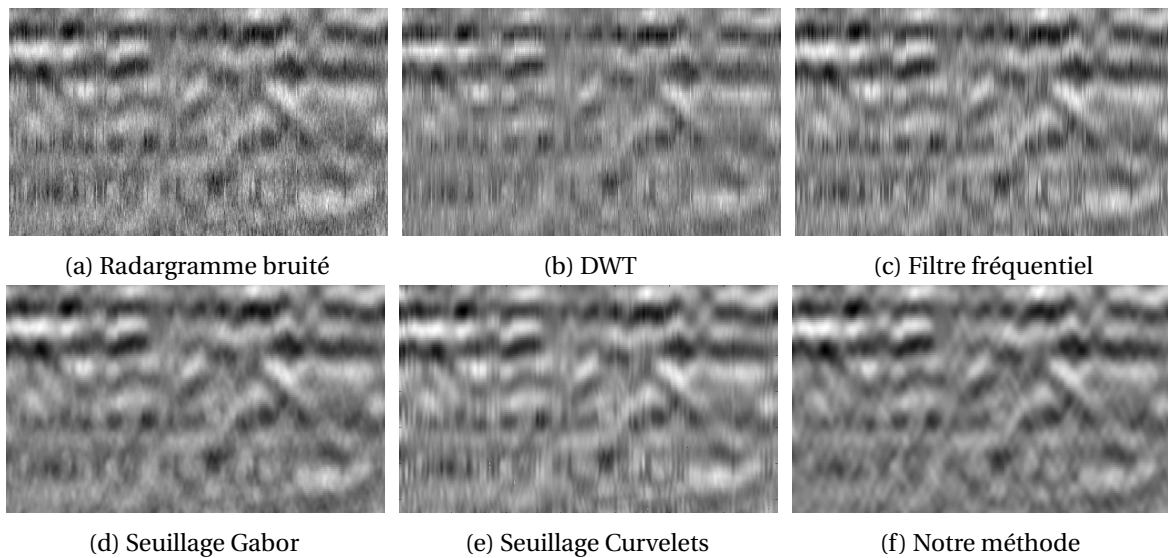 (a) Radargramme bruité
(b) DWT
(c) Filtre fréquentiel
(d) Seuillage Gabor
(e) Seuillage Curvelets
(f) Notre méthode